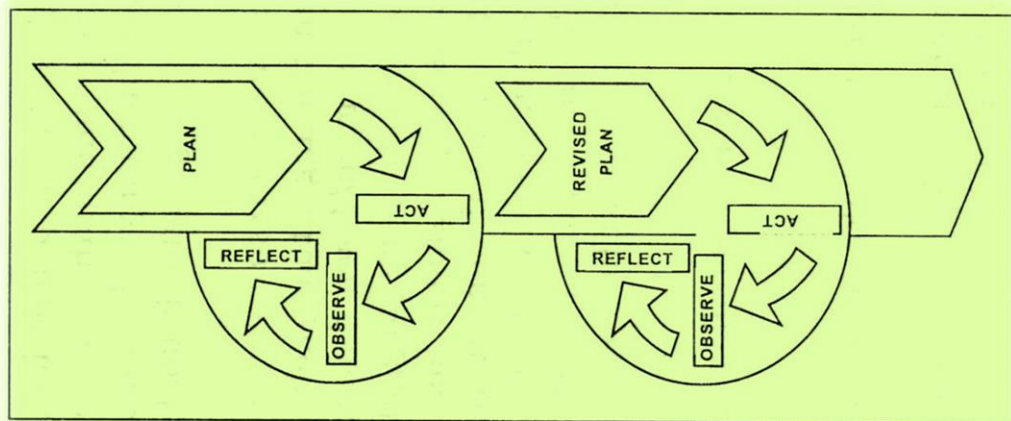 PLAN
ACT
OBSERVE
REFLECT
REVISED
PLAN
ACT
OBSERVE
REFLECT